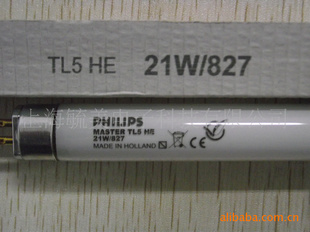 TL5 HE 21W/827
PHILIPS
MASTER TL5 HE
21W/827
MADE IN HOLLAND
CE
alibaba.com.cn